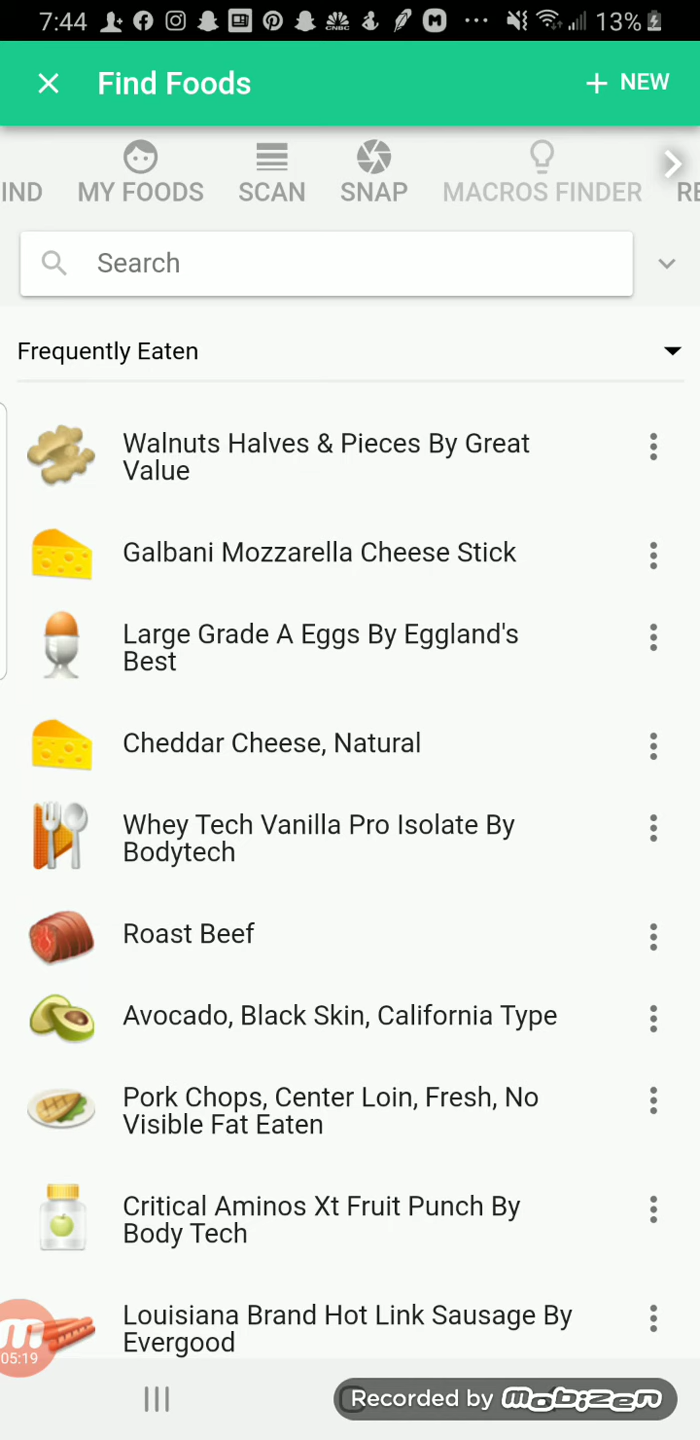 7:44
CNBC
13%
Find Foods
+ NEW
IND
MY FOODS
SCAN
SNAP
MACROS FINDER
RE
Search
Frequently Eaten
Walnuts Halves & Pieces By Great
Value
Galbani Mozzarella Cheese Stick
Large Grade A Eggs By Eggland's
Best
Cheddar Cheese, Natural
Whey Tech Vanilla Pro Isolate By
Bodytech
Roast Beef
Avocado, Black Skin, California Type
Pork Chops, Center Loin, Fresh, No
Visible Fat Eaten
Critical Aminos Xt Fruit Punch By
Body Tech
Louisiana Brand Hot Link Sausage By
Evergood
05:19
Recorded by mobizen